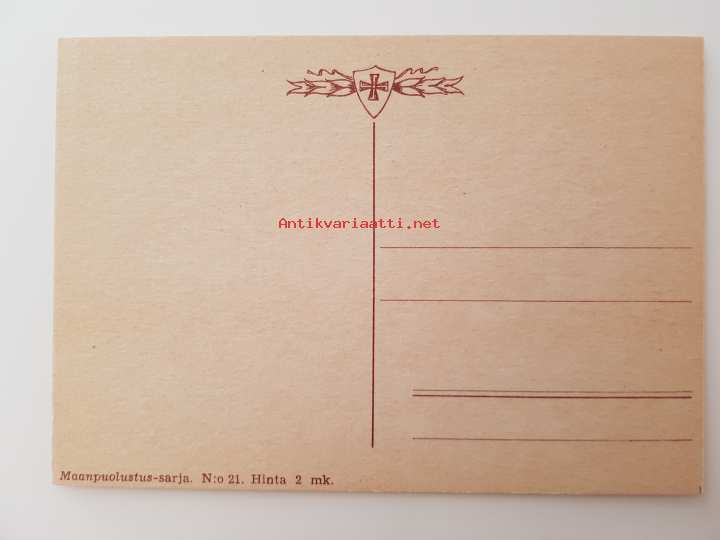 Antikvariaatti.net
Maanpuolustus-sarja. N:o 21. Hinta 2 mk.